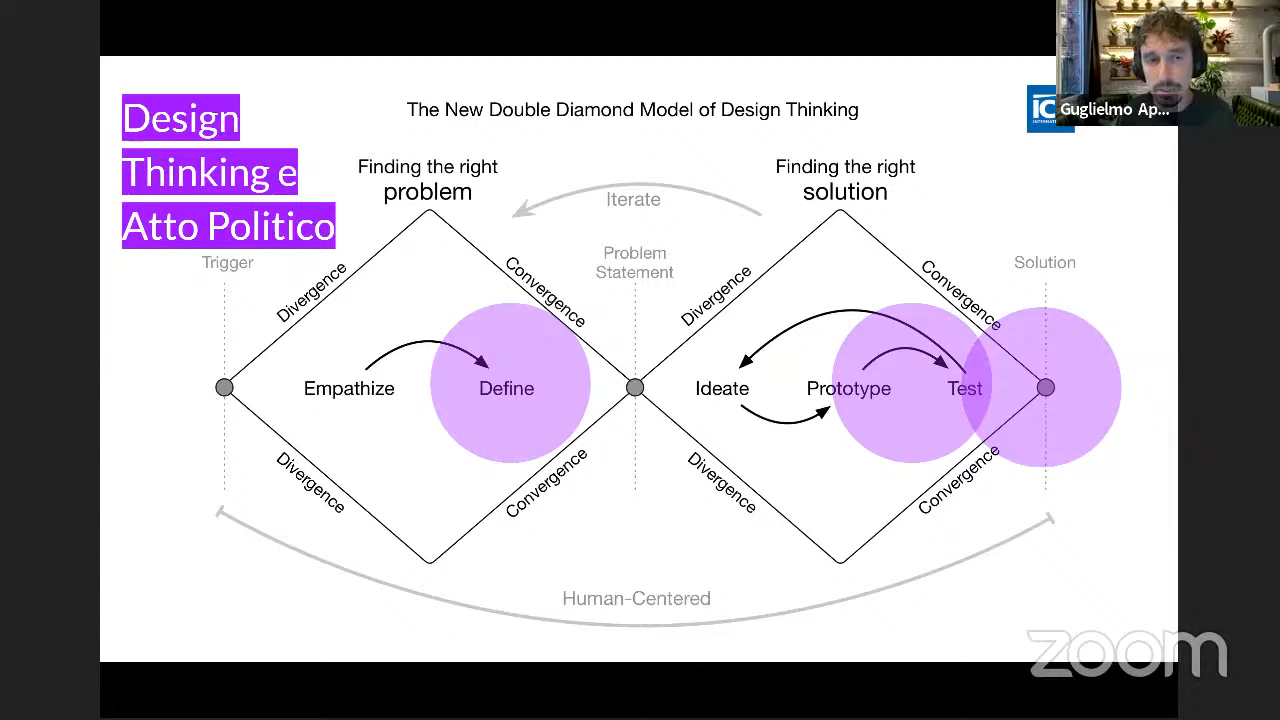 Design
Thinking e
Atto Politico
The New Double Diamond Model of Design Thinking
IC
INTERNAT
Guglielmo Ap...
Finding the right
problem
Finding the right
solution
Iterate
Trigger
Problem
Statement
Solution
Divergence
Convergence
Divergence
Convergence
Empathize
Define
Ideate
Prototype
Test
Divergence
Convergence
Divergence
Convergence
Human-Centered
zoom